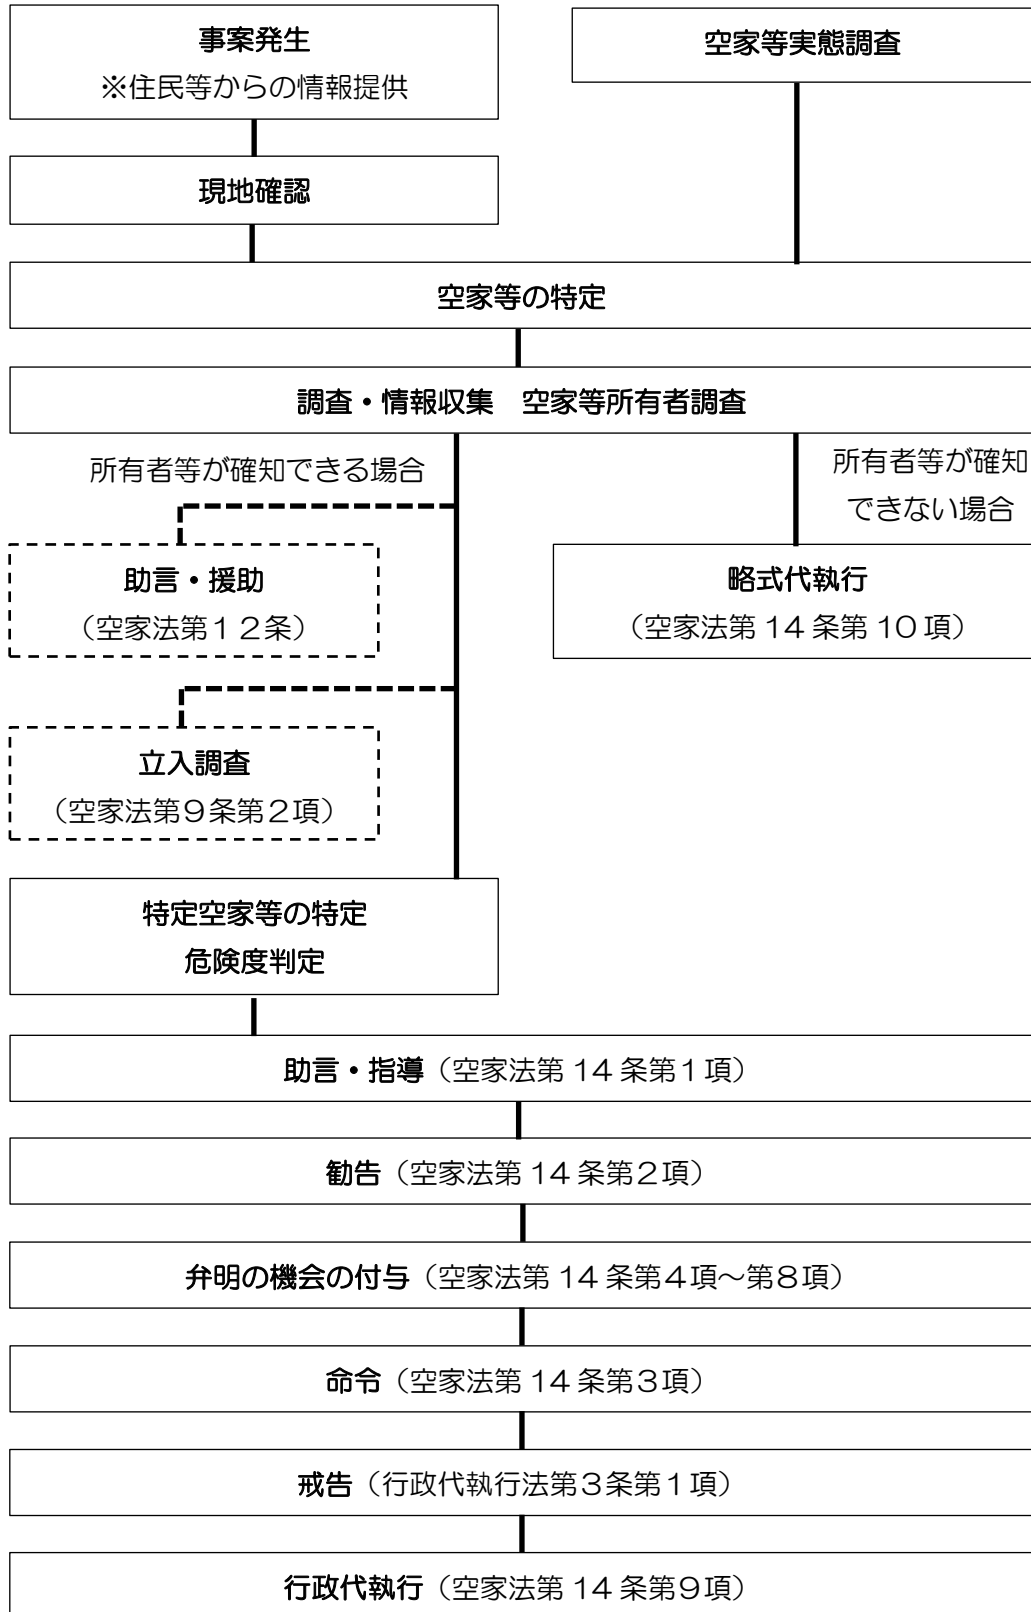 事案発生
※住民等からの情報提供
空家等実態調査
現地確認
空家等の特定
調査・情報収集　空家等所有者調査
所有者等が確知できる場合
所有者等が確知
できない場合
助言・援助
（空家法第１２条）
略式代執行
（空家法第 14 条第 10 項）
立入調査
（空家法第９条第２項）
特定空家等の特定
危険度判定
助言・指導（空家法第 14 条第１項）
勧告（空家法第 14 条第２項）
弁明の機会の付与（空家法第 14 条第４項～第８項）
命令（空家法第 14 条第３項）
戒告（行政代執行法第３条第１項）
行政代執行（空家法第 14 条第９項）